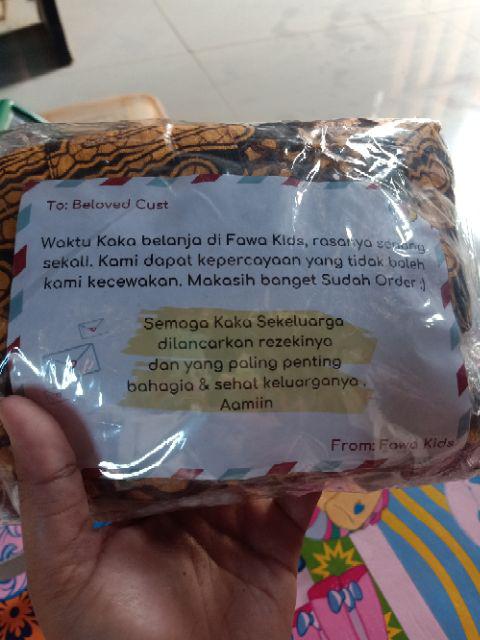 To: Beloved Cust
Waktu Kaka belanja di Fawa Kids, rasanya senang
sekali. Kami dapat kepercayaan yang tidak boleh
kami kecewakan. Makasih banget Sudah Order :)
Semoga Kaka Sekeluarga
dilancarkan rezekinya
dan yang paling penting
bahagia & sehat keluarganya .
Aamiin
From: Fawa Kids